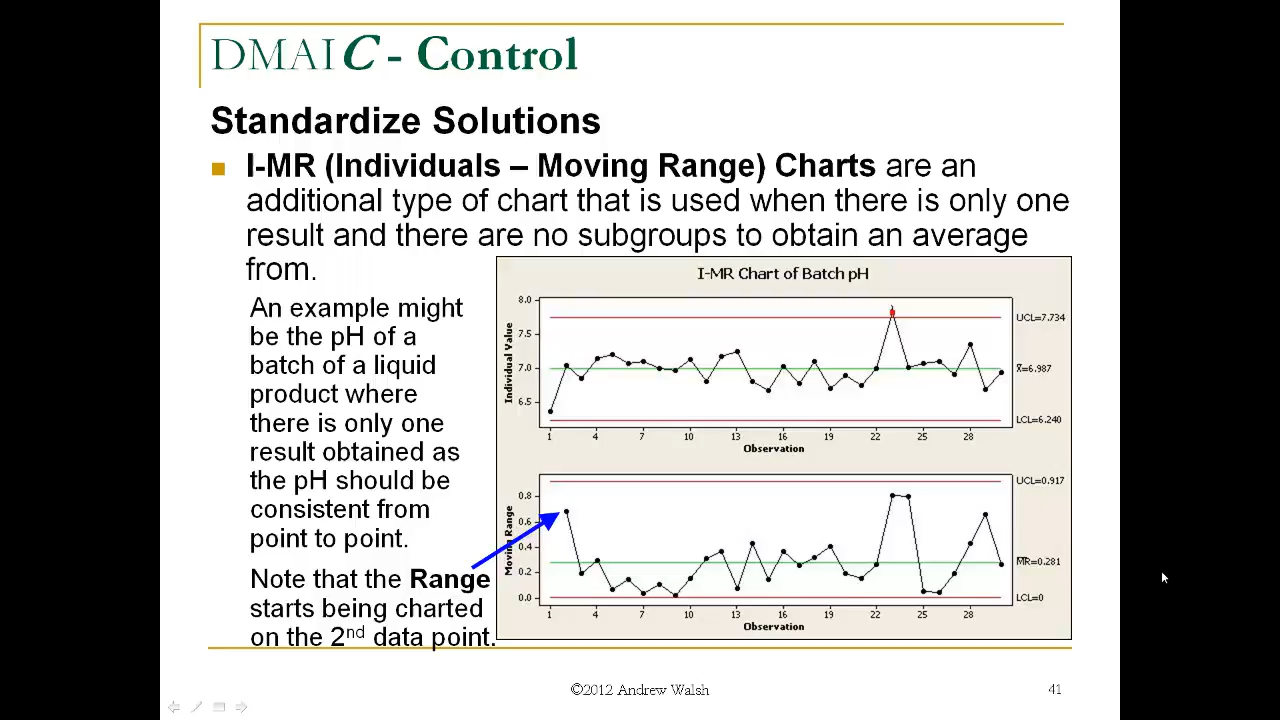 DMAIC - Control
Standardize Solutions
I-MR (Individuals – Moving Range) Charts are an
additional type of chart that is used when there is only one
result and there are no subgroups to obtain an average
from.
An example might
be the pH of a
batch of a liquid
product where
there is only one
result obtained as
the pH should be
consistent from
point to point.
Note that the Range
starts being charted
on the 2nd data point.
I-MR Chart of Batch pH
Individual Value
8.0
7.5
7.0
6.5
UCL=7.734
X̄=6.987
LCL=6.240
1 4 7 10 13 16 19 22 25 28
Observation
1
Moving Range
0.8
0.6
0.4
0.2
0.0
UCL=0.917
M̄R̄=0.281
LCL=0
1 4 7 10 13 16 19 22 25 28
Observation
©2012 Andrew Walsh
41